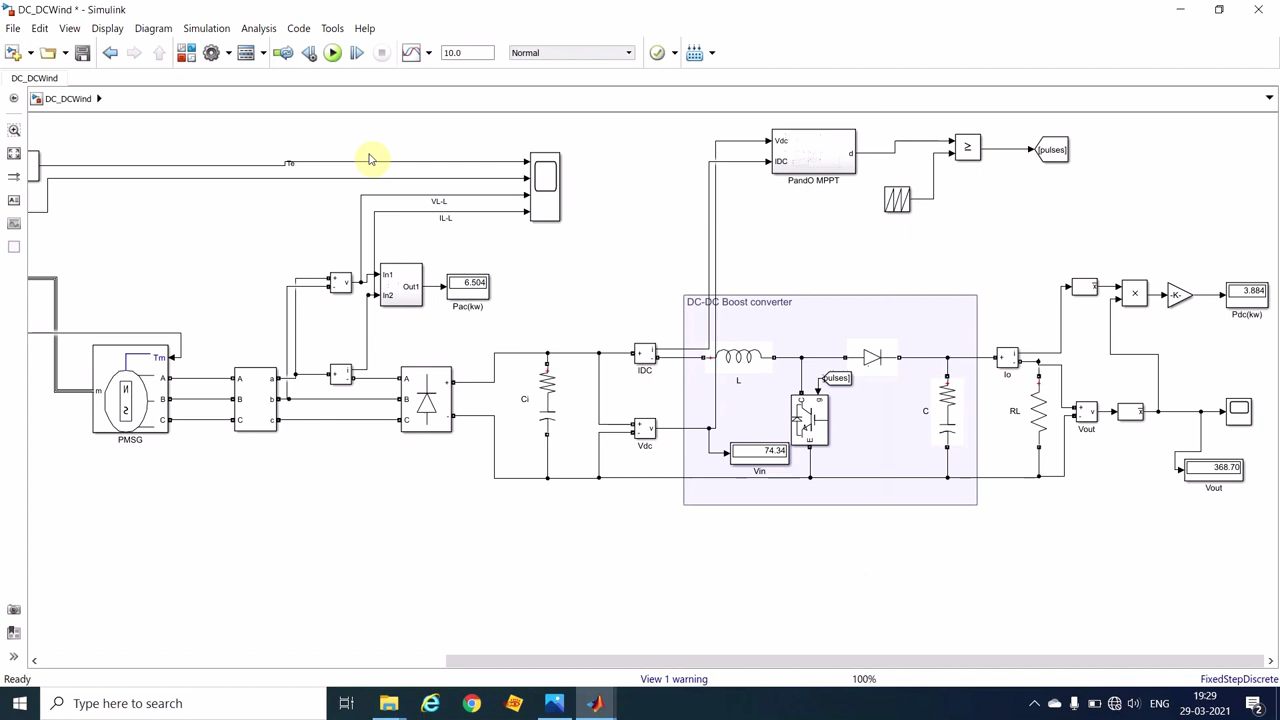 DC_DCWind * - Simulink
File Edit View Display Diagram Simulation Analysis Code Tools Help
10.0 Normal
DC_DCWind
DC_DCWind
Te
VL-L
IL-L
Vdc
IDC
d
PandO MPPT
≥
[pulses]
+
-
v
In1
In2
Out1
6.504
Pac(kw)
x
×
-K-
3.884
Pdc(kw)
DC-DC Boost converter
Tm
m
A
B
C
PMSG
A
B
C
a
b
c
+
i
-
A
B
C
+
-
Ci
+
i
-
IDC
+
-
v
Vdc
L
[pulses]
g
C
E
74.34
Vin
C
+
i
-
Io
RL
+
-
v
Vout
x
368.70
Vout
Ready
View 1 warning
100%
FixedStepDiscrete
Type here to search
ENG
19:29
29-03-2021
2